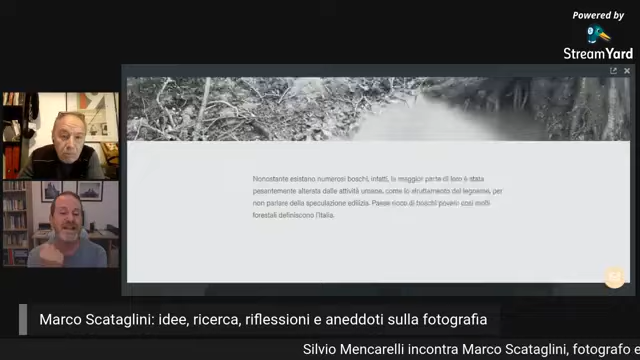 Powered by
StreamYard
Nonostante esistano numerosi boschi, infatti, la maggior parte di loro è stata
pesantemente alterata dalle attività umane, come lo sfruttamento del legname, per
non parlare della speculazione edilizia. Paese ricco di boschi poveri: così molti
forestali definiscono l'Italia.
Marco Scataglini: idee, ricerca, riflessioni e aneddoti sulla fotografia
Silvio Mencarelli incontra Marco Scataglini, fotografo e